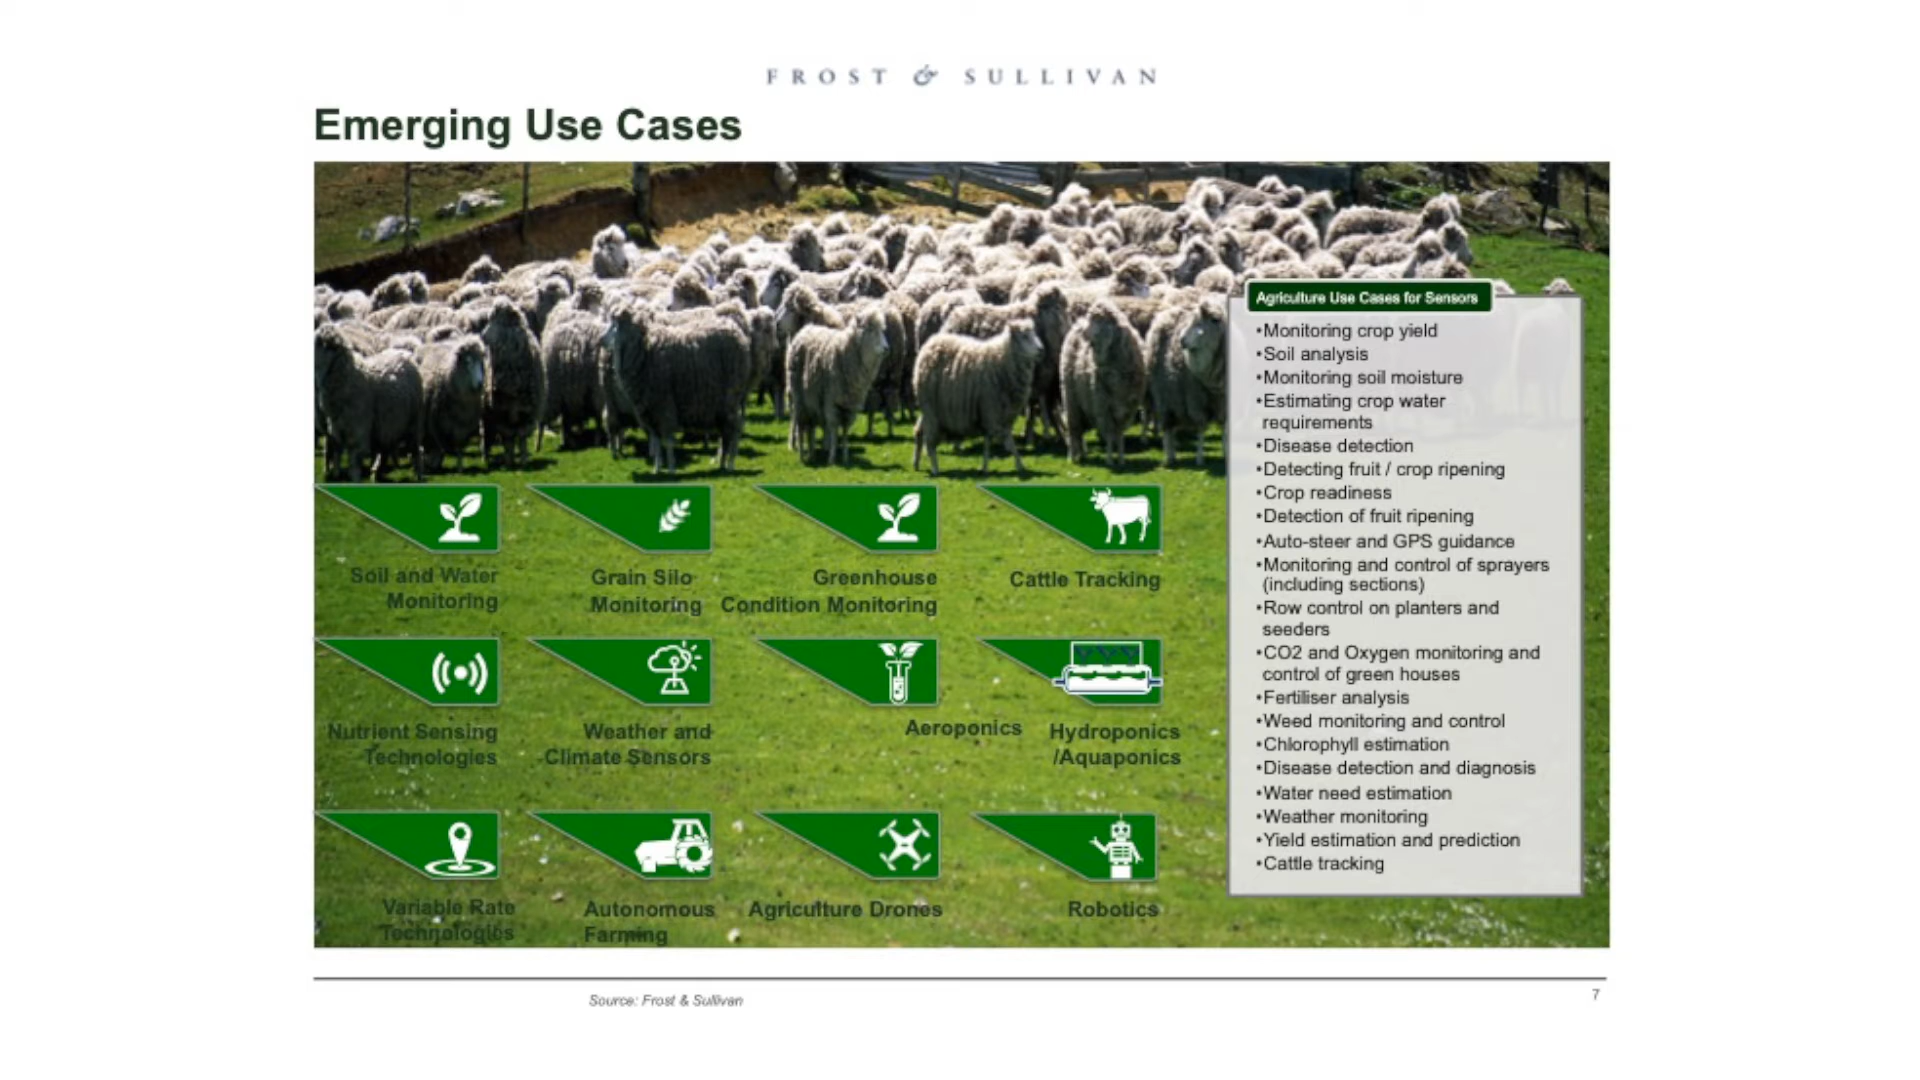 FROST & SULLIVAN
Emerging Use Cases
Agriculture Use Cases for Sensors
•Monitoring crop yield
•Soil analysis
•Monitoring soil moisture
•Estimating crop water
requirements
•Disease detection
•Detecting fruit / crop ripening
•Crop readiness
•Detection of fruit ripening
•Auto-steer and GPS guidance
•Monitoring and control of sprayers
(including sections)
•Row control on planters and
seeders
•CO2 and Oxygen monitoring and
control of green houses
•Fertiliser analysis
•Weed monitoring and control
•Chlorophyll estimation
•Disease detection and diagnosis
•Water need estimation
•Weather monitoring
•Yield estimation and prediction
•Cattle tracking
Soil and Water
Monitoring
Grain Silo
Monitoring
Greenhouse
Condition Monitoring
Cattle Tracking
Nutrient Sensing
Technologies
Weather and
Climate Sensors
Aeroponics
Hydroponics
/Aquaponics
Variable Rate
Technologies
Autonomous
Farming
Agriculture Drones
Robotics
Source: Frost & Sullivan
7